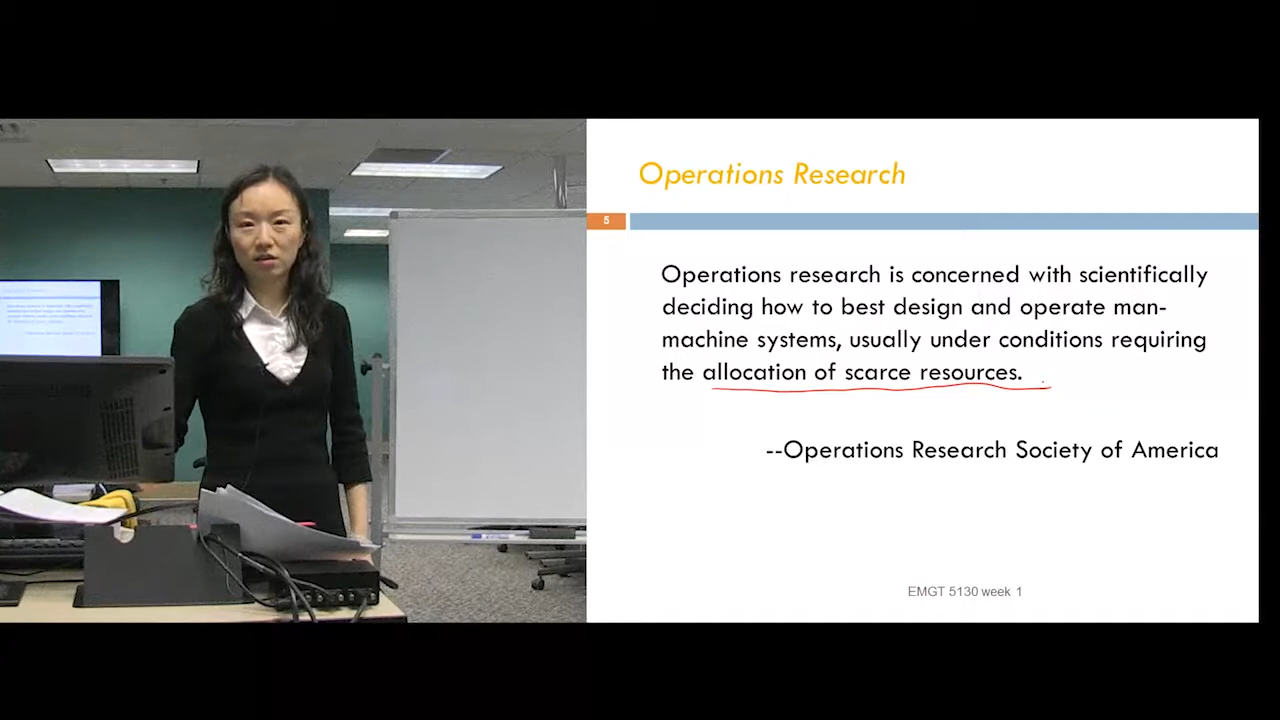 Operations Research
5
Operations research is concerned with scientifically
deciding how to best design and operate man-
machine systems, usually under conditions requiring
the allocation of scarce resources.
--Operations Research Society of America
EMGT 5130 week 1